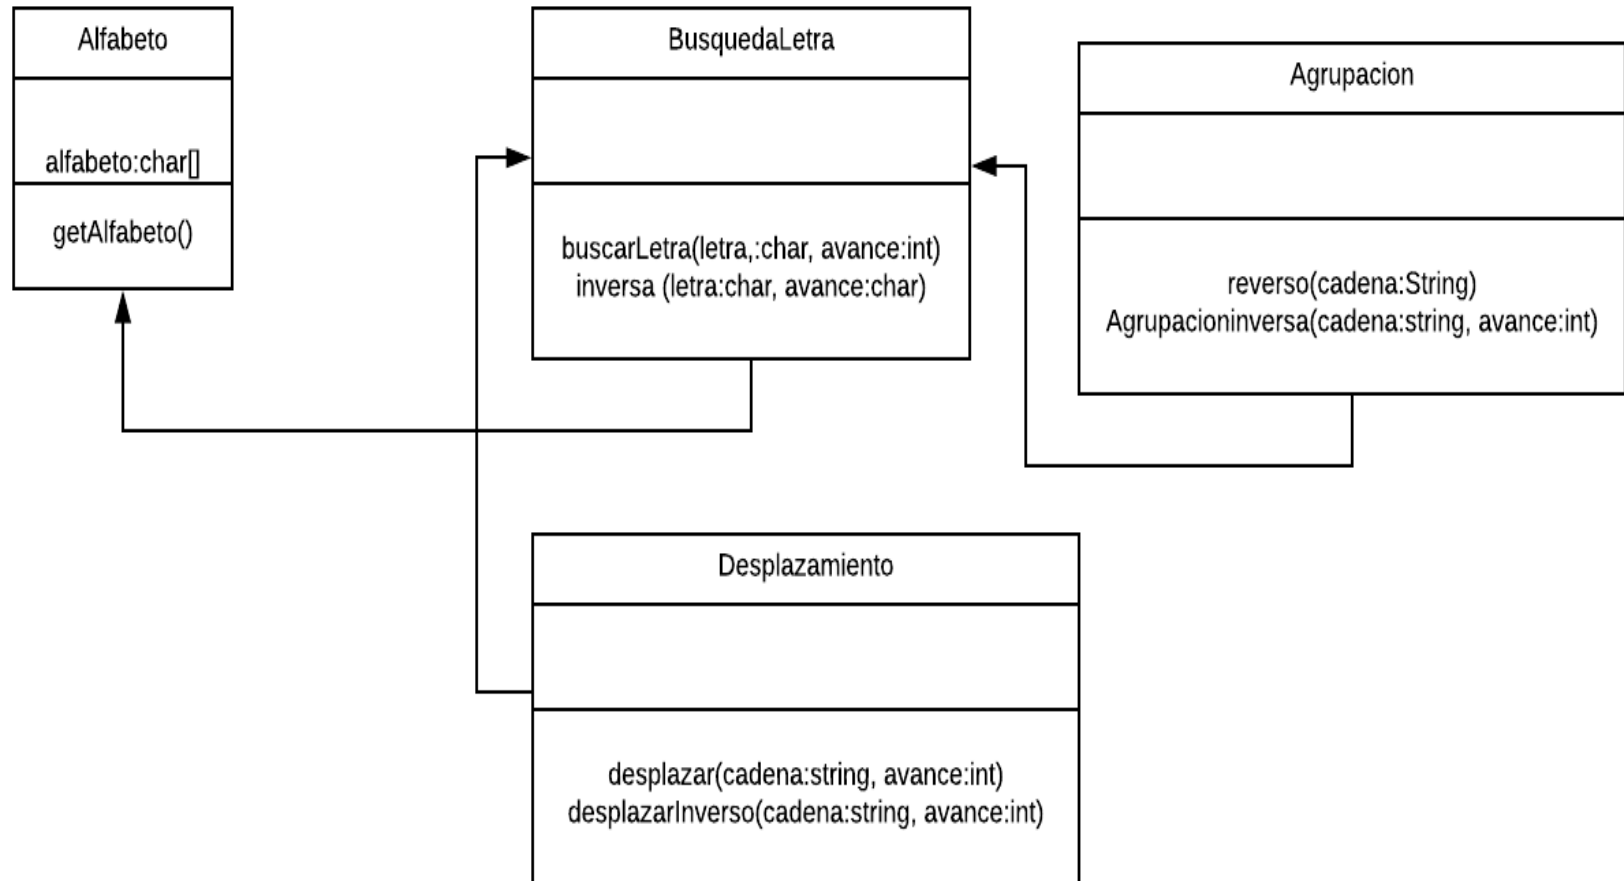 Alfabeto
alfabeto:char[]
getAlfabeto()
BusquedaLetra
buscarLetra(letra,:char, avance:int)
inversa (letra:char, avance:char)
Agrupacion
reverso(cadena:String)
Agrupacioninversa(cadena:string, avance:int)
Desplazamiento
desplazar(cadena:string, avance:int)
desplazarInverso(cadena:string, avance:int)